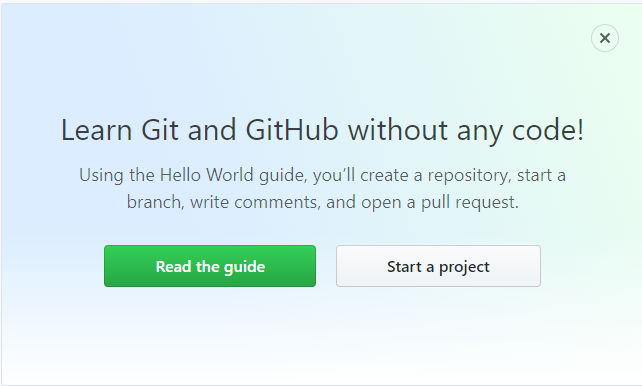 Learn Git and GitHub without any code!
Using the Hello World guide, you’ll create a repository, start a
branch, write comments, and open a pull request.
Read the guide
Start a project